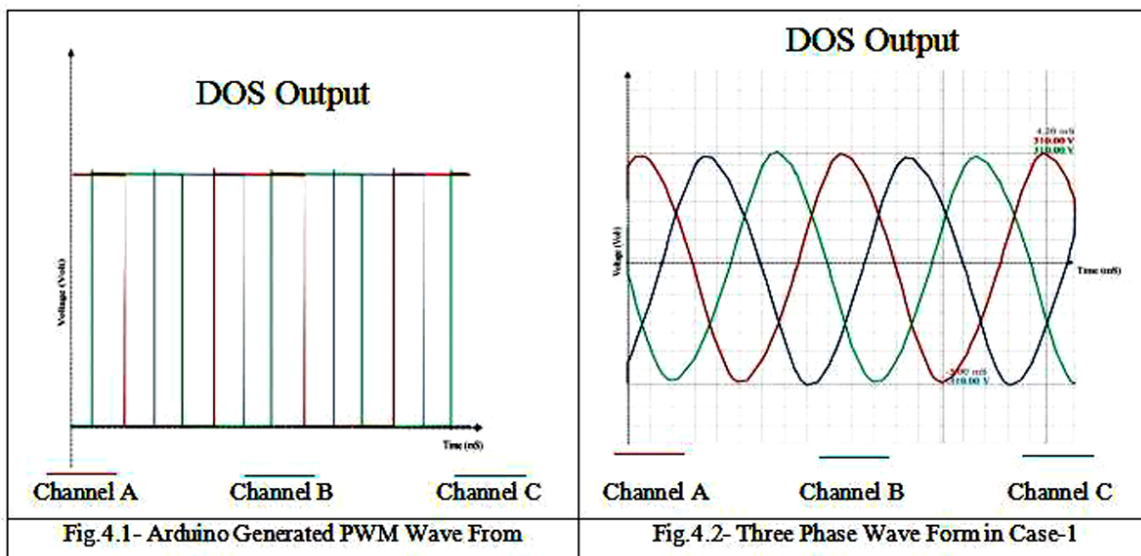 DOS Output
Voltage (Volt)
Time (mS)
Channel A
Channel B
Channel C
Fig.4.1- Arduino Generated PWM Wave From
DOS Output
4.20 mS
310.00 V
310.00 V
Voltage (Volt)
Time (mS)
-310.00 V
Channel A
Channel B
Channel C
Fig.4.2- Three Phase Wave Form in Case-1